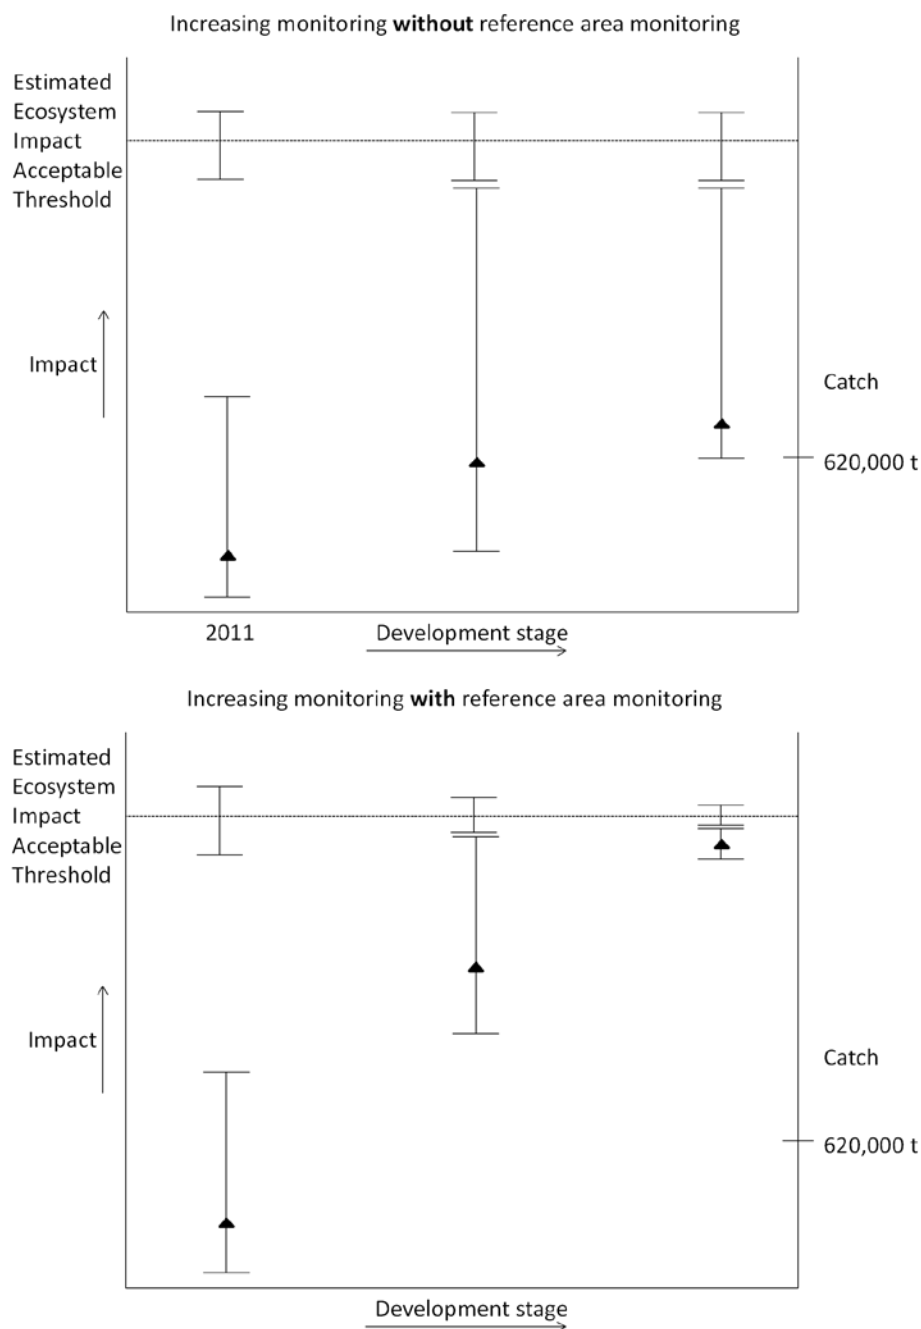 Increasing monitoring without reference area monitoring
Estimated
Ecosystem
Impact
Acceptable
Threshold
Impact
Catch
620,000 t
2011
Development stage
Increasing monitoring with reference area monitoring
Estimated
Ecosystem
Impact
Acceptable
Threshold
Impact
Catch
620,000 t
Development stage